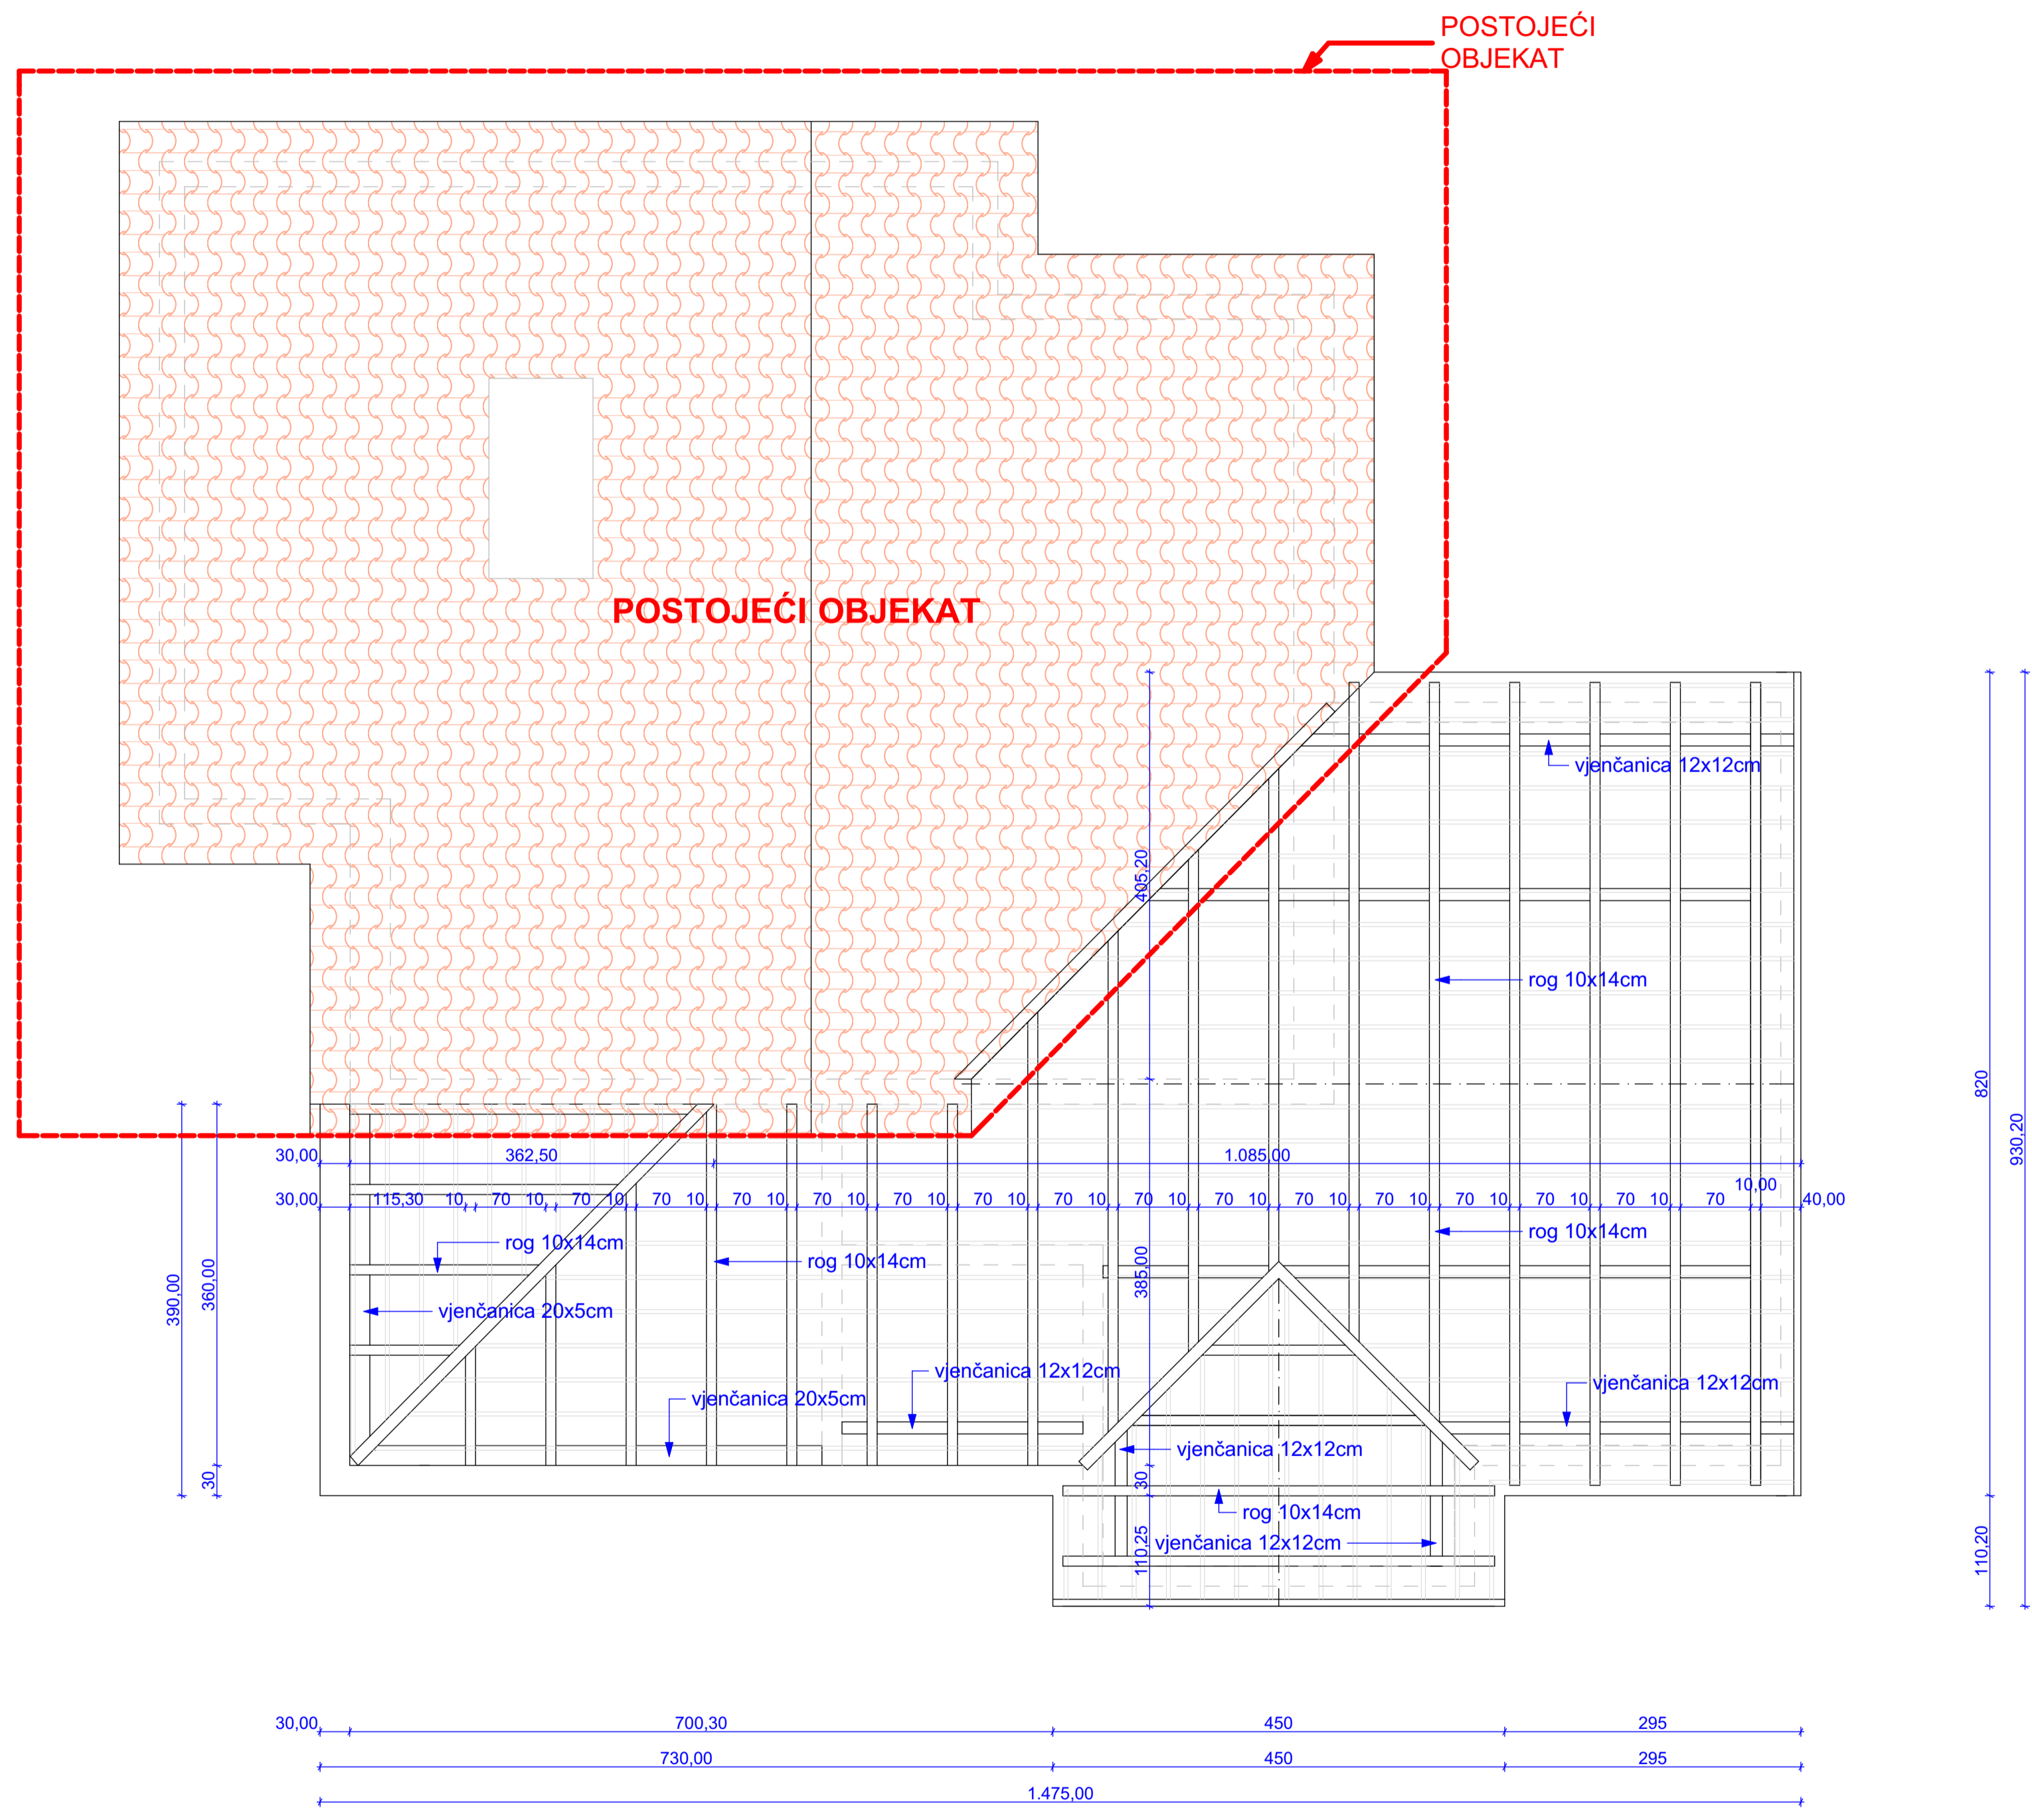 POSTOJEĆI
OBJEKAT
POSTOJEĆI OBJEKAT
vjenčanica 12x12cm
405,20
rog 10x14cm
820
930,20
30,00 362,50 1.085,00
10,00
30,00 115,30 10 70 10 70 10 70 10 70 10 70 10 70 10 70 10 70 10 70 10 70 10 70 10 70 10 70 10 70 10 70 10 70 40,00
rog 10x14cm
rog 10x14cm
rog 10x14cm
390,00
360,00
385,00
vjenčanica 20x5cm
vjenčanica 12x12cm
vjenčanica 12x12cm
vjenčanica 20x5cm
vjenčanica 12x12cm
30
30
rog 10x14cm
vjenčanica 12x12cm
110,25
110,20
30,00 700,30 450 295
730,00 450 295
1.475,00